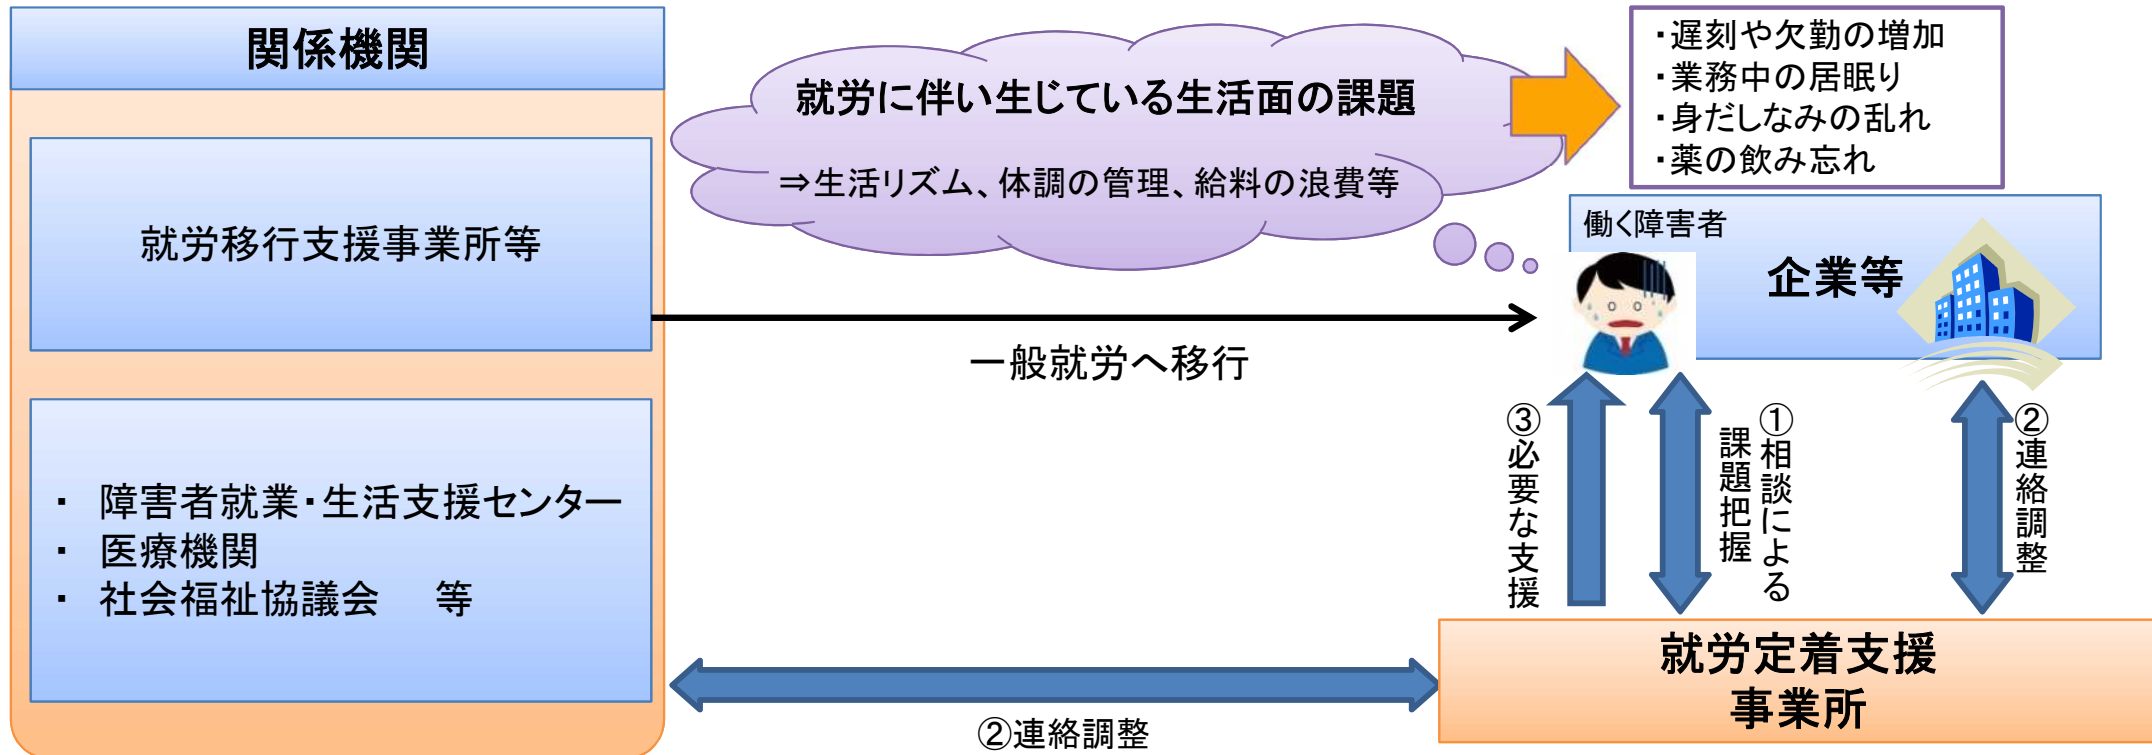 関係機関
就労移行支援事業所等
・ 障害者就業・生活支援センター
・ 医療機関
・ 社会福祉協議会 等
就労に伴い生じている生活面の課題
⇒生活リズム、体調の管理、給料の浪費等
・遅刻や欠勤の増加
・業務中の居眠り
・身だしなみの乱れ
・薬の飲み忘れ
働く障害者
企業等
一般就労へ移行
③必要な支援
①相談による
課題把握
②連絡調整
②連絡調整
就労定着支援
事業所